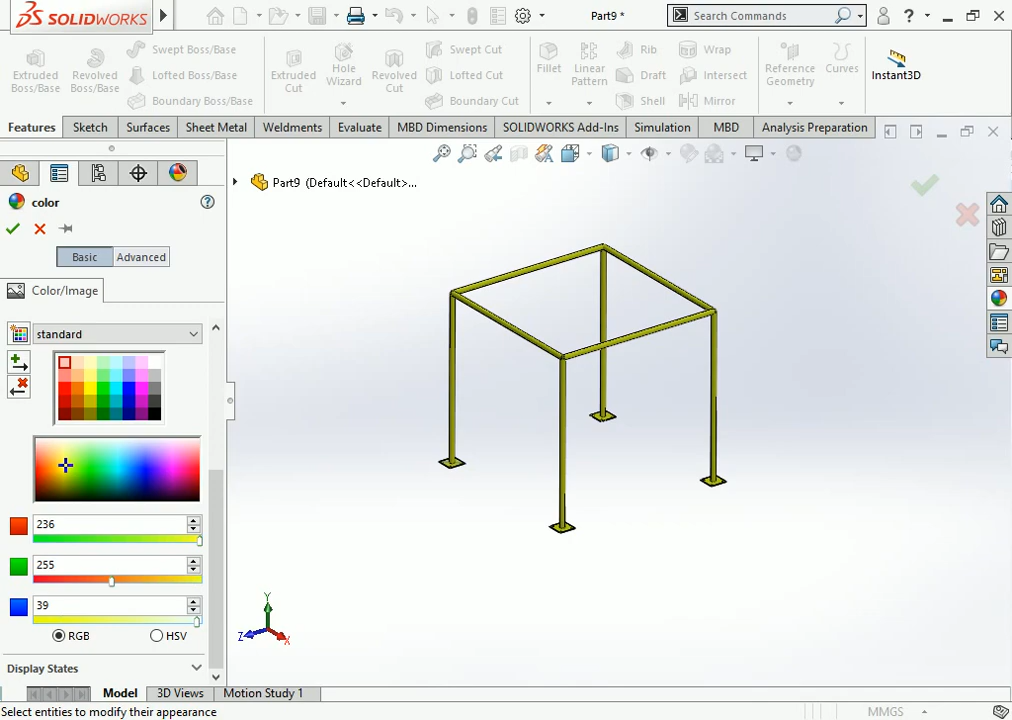 SOLIDWORKS
Part9 *
Search Commands
?
Extruded Boss/Base
Revolved Boss/Base
Swept Boss/Base
Lofted Boss/Base
Boundary Boss/Base
Extruded Cut
Hole Wizard
Revolved Cut
Swept Cut
Lofted Cut
Boundary Cut
Fillet
Linear Pattern
Rib
Draft
Shell
Wrap
Intersect
Mirror
Reference Geometry
Curves
Instant3D
Features
Sketch
Surfaces
Sheet Metal
Weldments
Evaluate
MBD Dimensions
SOLIDWORKS Add-Ins
Simulation
MBD
Analysis Preparation
Part9 (Default<<Default>...
color
?
Basic
Advanced
Color/Image
standard
236
255
39
RGB
HSV
Display States
Y
Z
X
Model
3D Views
Motion Study 1
Select entities to modify their appearance
MMGS